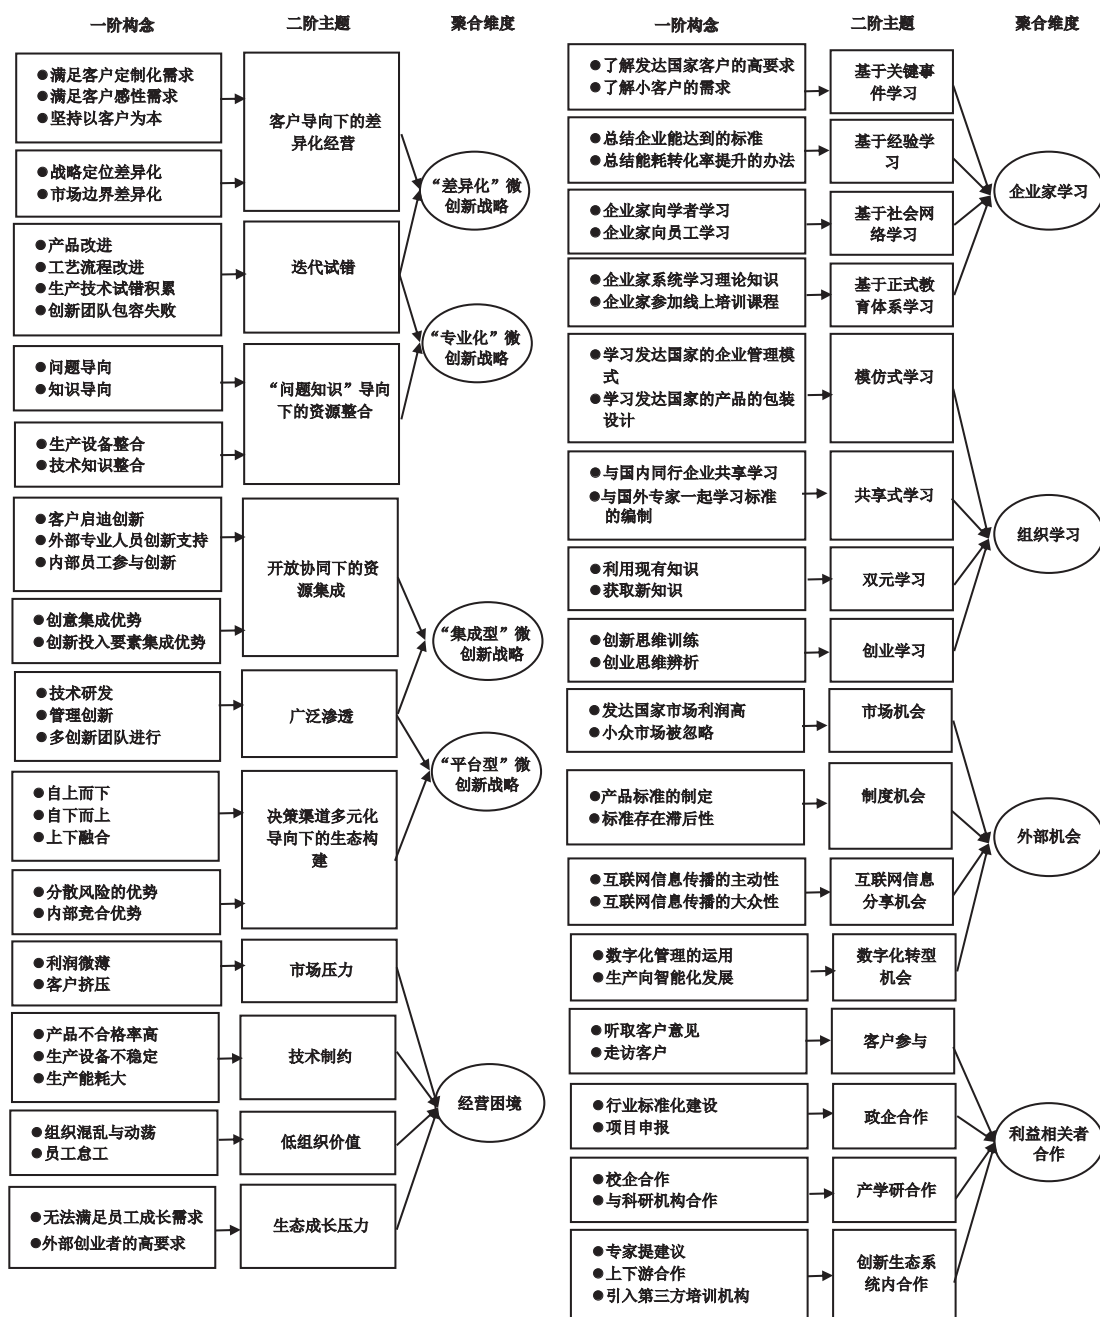 一阶构念
二阶主题
聚合维度
●满足客户定制化需求
●满足客户感性需求
●坚持以客户为本
●战略定位差异化
●市场边界差异化
客户导向下的差
异化经营
●产品改进
●工艺流程改进
●生产技术试错积累
●创新团队包容失败
迭代试错
“差异化”微
创新战略
●问题导向
●知识导向
●生产设备整合
●技术知识整合
“问题知识”导向
下的资源整合
“专业化”微
创新战略
●客户启迪创新
●外部专业人员创新支持
●内部员工参与创新
●创意集成优势
●创新投入要素集成优势
开放协同下的资
源集成
“集成型”微
创新战略
●技术研发
●管理创新
●多创新团队进行
广泛渗透
●自上而下
●自下而上
●上下融合
●分散风险的优势
●内部竞合优势
决策渠道多元化
导向下的生态构
建
“平台型”微
创新战略
●利润微薄
●客户挤压
市场压力
●产品不合格率高
●生产设备不稳定
●生产能耗大
技术制约
●组织混乱与动荡
●员工怠工
低组织价值
●无法满足员工成长需求
●外部创业者的高要求
生态成长压力
经营困境
一阶构念
二阶主题
聚合维度
●了解发达国家客户的高要求
●了解小客户的需求
基于关键事
件学习
●总结企业能达到的标准
●总结能耗转化率提升的办法
基于经验学
习
●企业家向学者学习
●企业家向员工学习
基于社会网
络学习
●企业家系统学习理论知识
●企业家参加线上培训课程
基于正式教
育体系学习
企业家学习
●学习发达国家的企业管理模
式
●学习发达国家的产品的包装
设计
模仿式学习
●与国内同行企业共享学习
●与国外专家一起学习标准
的编制
共享式学习
●利用现有知识
●获取新知识
双元学习
●创新思维训练
●创业思维辨析
创业学习
组织学习
●发达国家市场利润高
●小众市场被忽略
市场机会
●产品标准的制定
●标准存在滞后性
制度机会
●互联网信息传播的主动性
●互联网信息传播的大众性
互联网信息
分享机会
●数字化管理的运用
●生产向智能化发展
数字化转型
机会
外部机会
●听取客户意见
●走访客户
客户参与
●行业标准化建设
●项目申报
政企合作
●校企合作
●与科研机构合作
产学研合作
●专家提建议
●上下游合作
●引入第三方培训机构
创新生态系
统内合作
利益相关者
合作